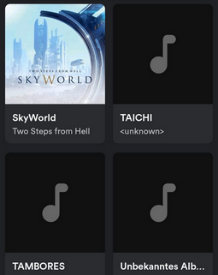 TWO STEPS FROM HELL
SKYWORLD
SkyWorld
Two Steps from Hell
TAICHI
<unknown>
TAMBORES
Unbekanntes Alb...